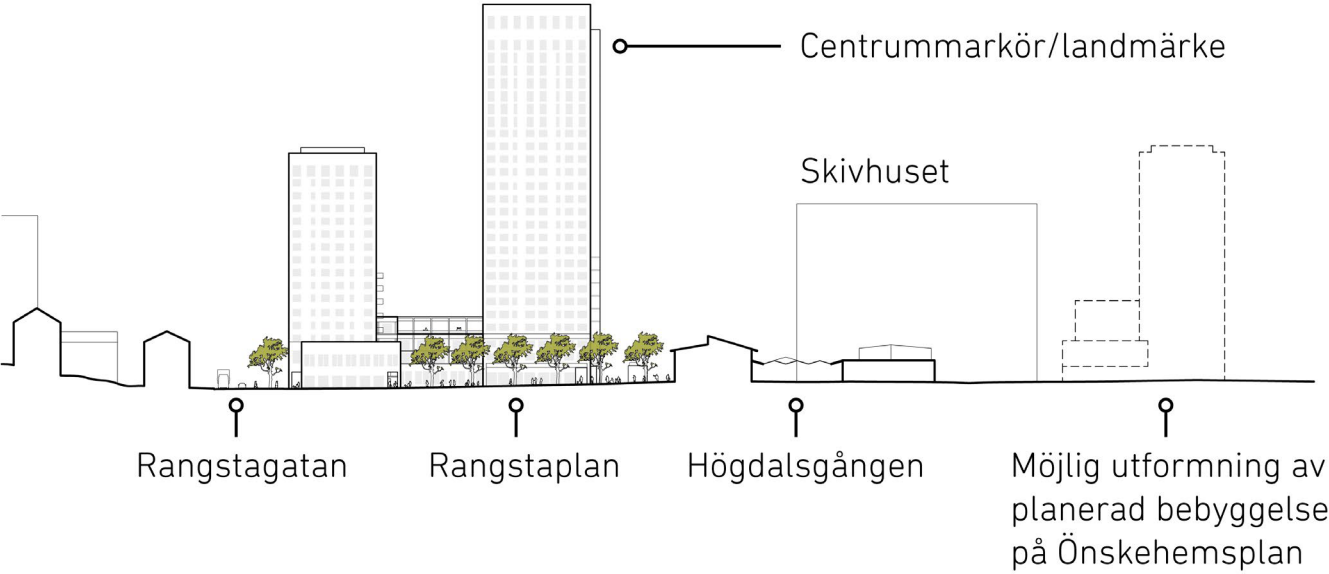 Centrummarkör/landmärke
Skivhuset
Rangstagatan
Rangstaplan
Högdalsgången
Möjlig utformning av
planerad bebyggelse
på Önskehemsplan